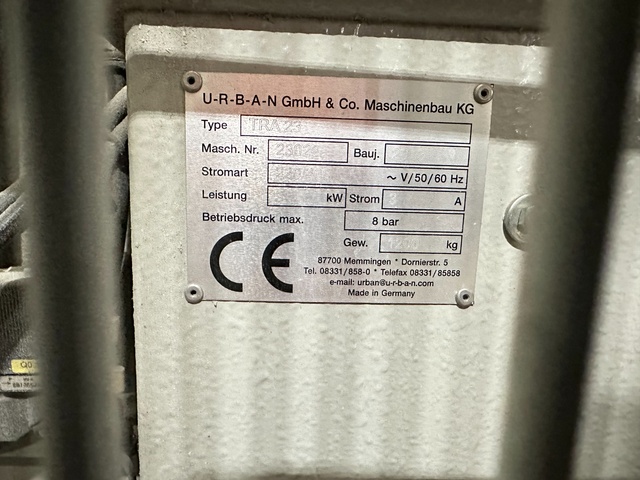 U-R-B-A-N GmbH & Co. Maschinenbau KG
Type TRA 23
Masch. Nr. Bauj.
Stromart ~ V/50/60 Hz
Leistung kW Strom A
Betriebsdruck max. 8 bar
Gew. kg
CE
87700 Memmingen * Dornierstr. 5
Tel. 08331/858-0 * Telefax 08331/85858
e-mail: urban@u-r-b-a-n.com
Made in Germany